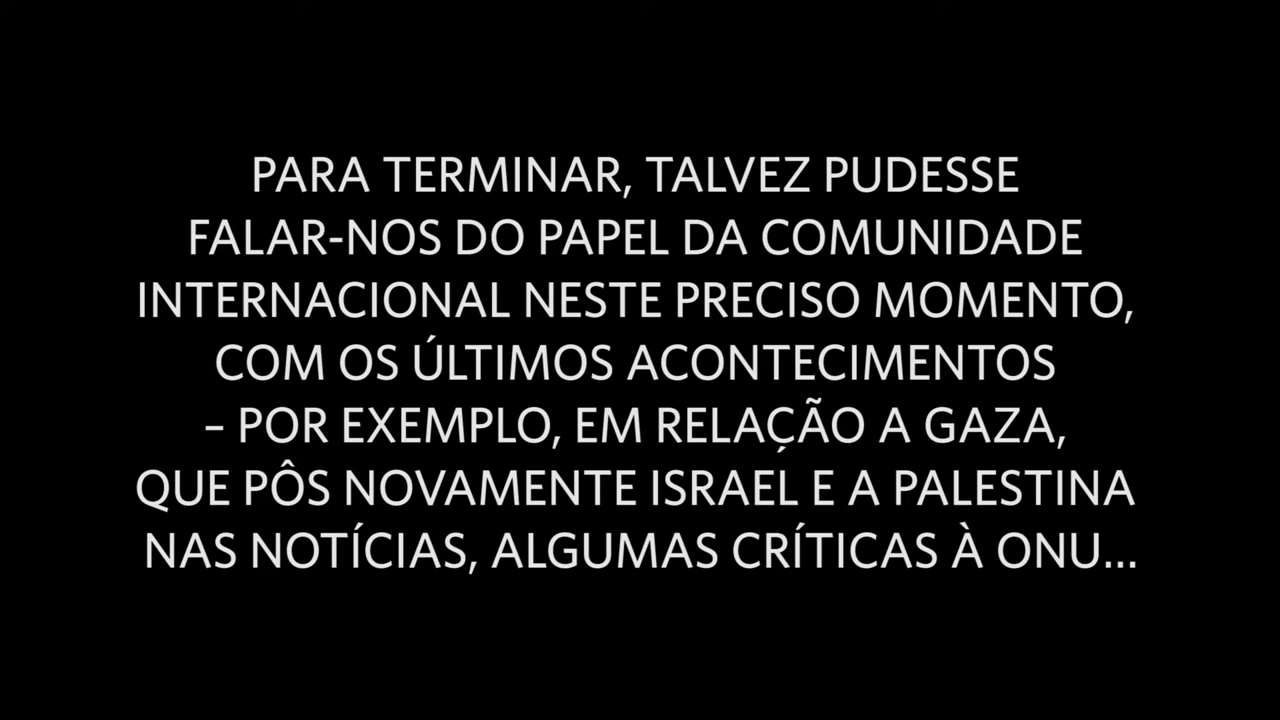 PARA TERMINAR, TALVEZ PUDESSE
FALAR-NOS DO PAPEL DA COMUNIDADE
INTERNACIONAL NESTE PRECISO MOMENTO,
COM OS ÚLTIMOS ACONTECIMENTOS
– POR EXEMPLO, EM RELAÇÃO A GAZA,
QUE PÔS NOVAMENTE ISRAEL E A PALESTINA
NAS NOTÍCIAS, ALGUMAS CRÍTICAS À ONU...